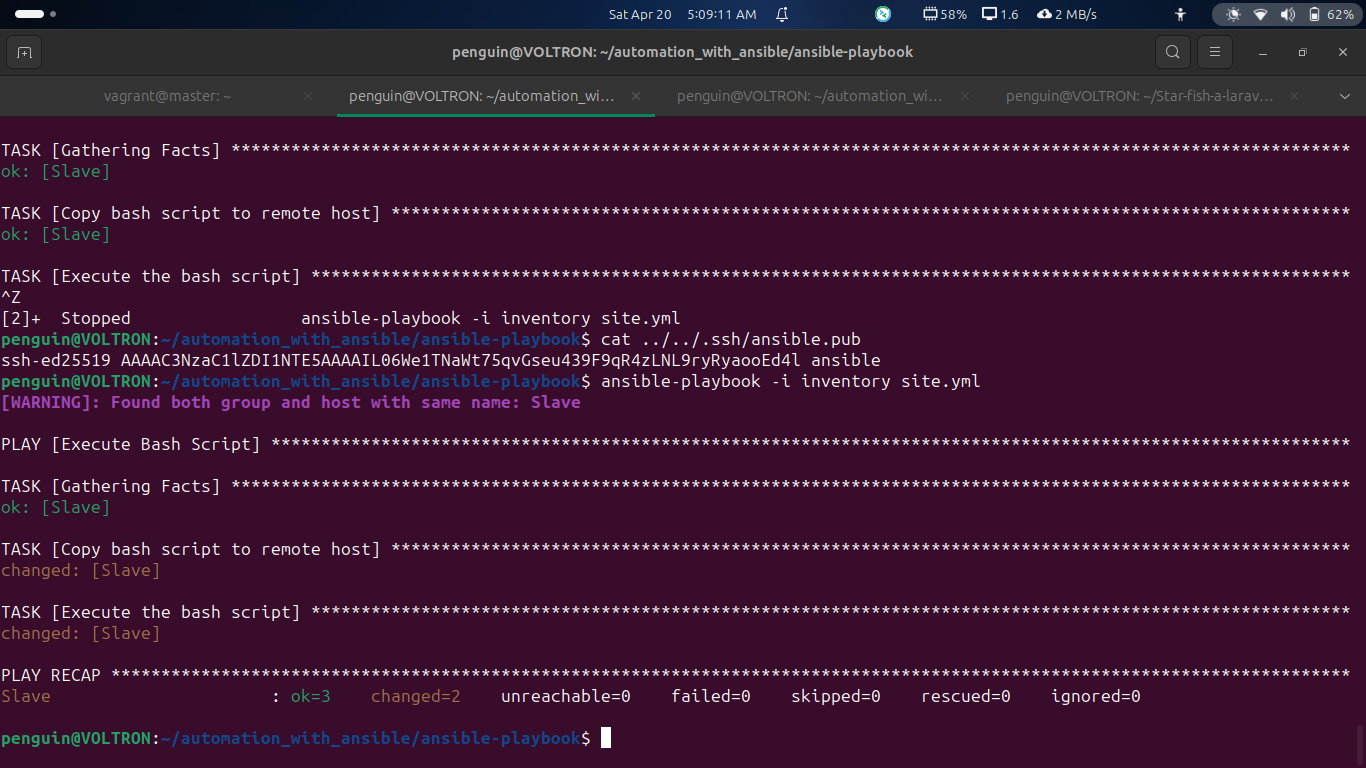 Sat Apr 20 5:09:11 AM 58% 1.6 2 MB/s 62%
penguin@VOLTRON: ~/automation_with_ansible/ansible-playbook
vagrant@master: ~ penguin@VOLTRON: ~/automation_wi... penguin@VOLTRON: ~/automation_wi... penguin@VOLTRON: ~/Star-fish-a-larav...
TASK [Gathering Facts] ****************************************************************************************************************
ok: [Slave]
TASK [Copy bash script to remote host] ************************************************************************************************
ok: [Slave]
TASK [Execute the bash script] ********************************************************************************************************
^Z
[2]+  Stopped                 ansible-playbook -i inventory site.yml
penguin@VOLTRON:~/automation_with_ansible/ansible-playbook$ cat ../../.ssh/ansible.pub
ssh-ed25519 AAAAC3NzaC1lZDI1NTE5AAAAIL06We1TNaWt75qvGseu439F9qR4zLNL9ryRyaooEd4l ansible
penguin@VOLTRON:~/automation_with_ansible/ansible-playbook$ ansible-playbook -i inventory site.yml
[WARNING]: Found both group and host with same name: Slave
PLAY [Execute Bash Script] ************************************************************************************************************
TASK [Gathering Facts] ****************************************************************************************************************
ok: [Slave]
TASK [Copy bash script to remote host] ************************************************************************************************
changed: [Slave]
TASK [Execute the bash script] ********************************************************************************************************
changed: [Slave]
PLAY RECAP ****************************************************************************************************************************
Slave                      : ok=3    changed=2    unreachable=0    failed=0    skipped=0    rescued=0    ignored=0
penguin@VOLTRON:~/automation_with_ansible/ansible-playbook$